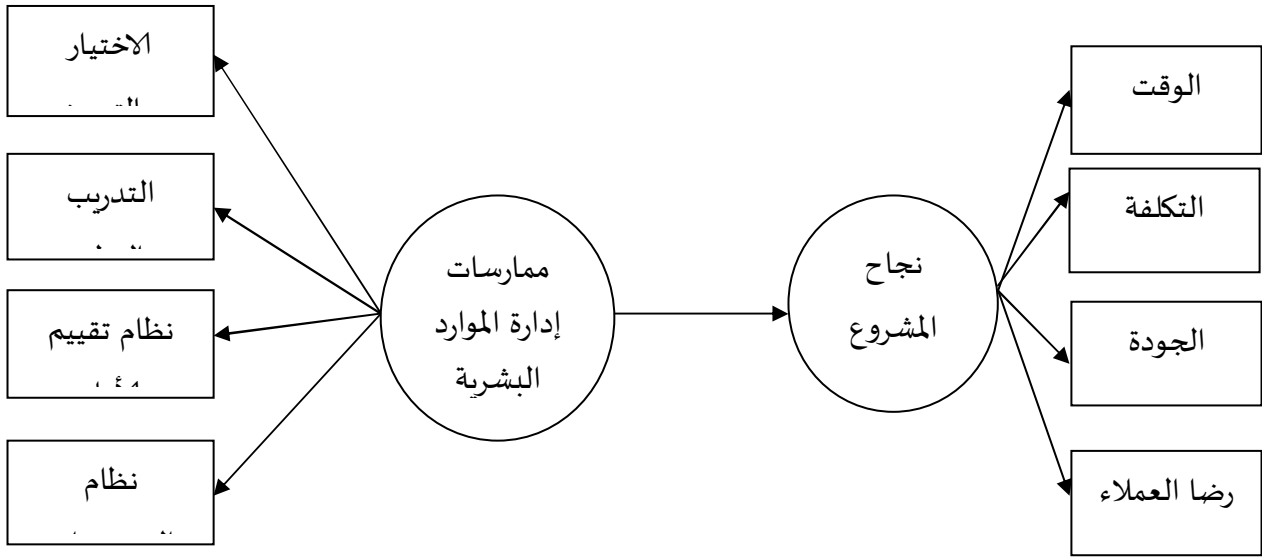 الاختيار
التدريب
نظام تقييم
نظام
ممارسات
إدارة الموارد
البشرية
نجاح
المشروع
الوقت
التكلفة
الجودة
رضا العملاء